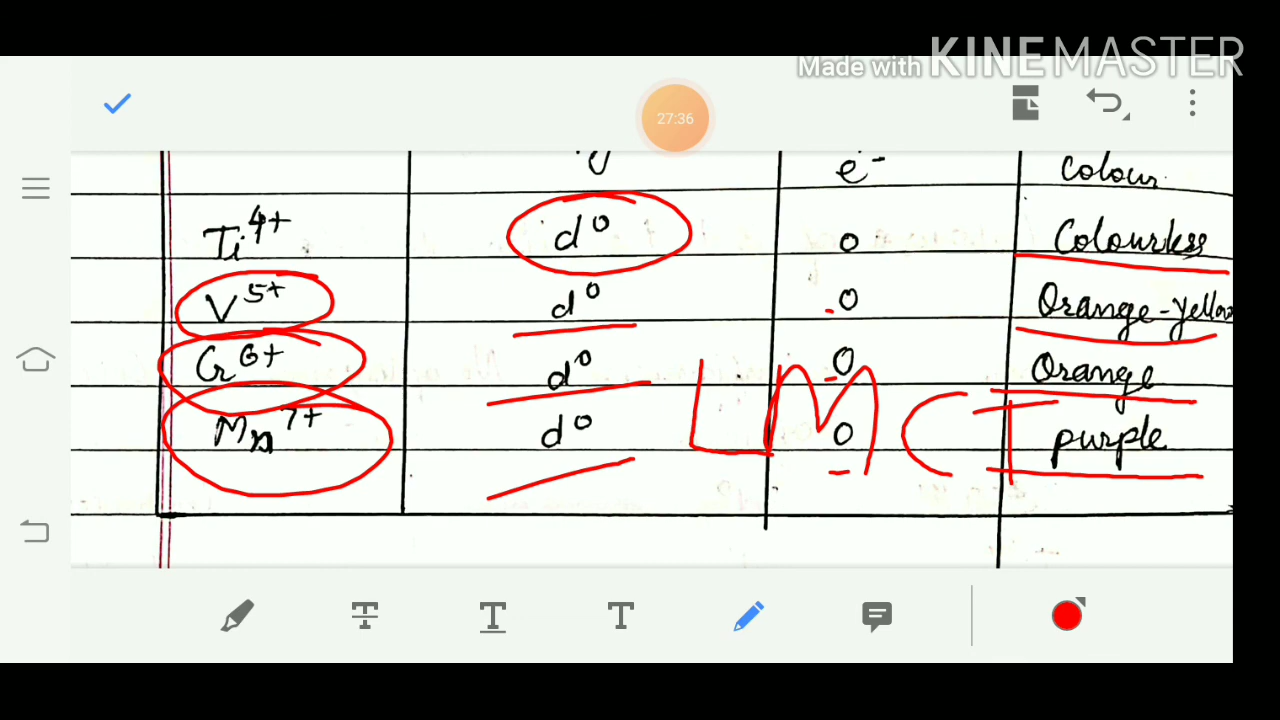 Made with KINEMASTER
27:36
e⁻ Colour
Ti⁴⁺ d⁰ 0 Colourless
V⁵⁺ d⁰ 0 Orange-yellow
Cr⁶⁺ d⁰ 0 Orange
Mn⁷⁺ d⁰ 0 purple
LMCT
T T T